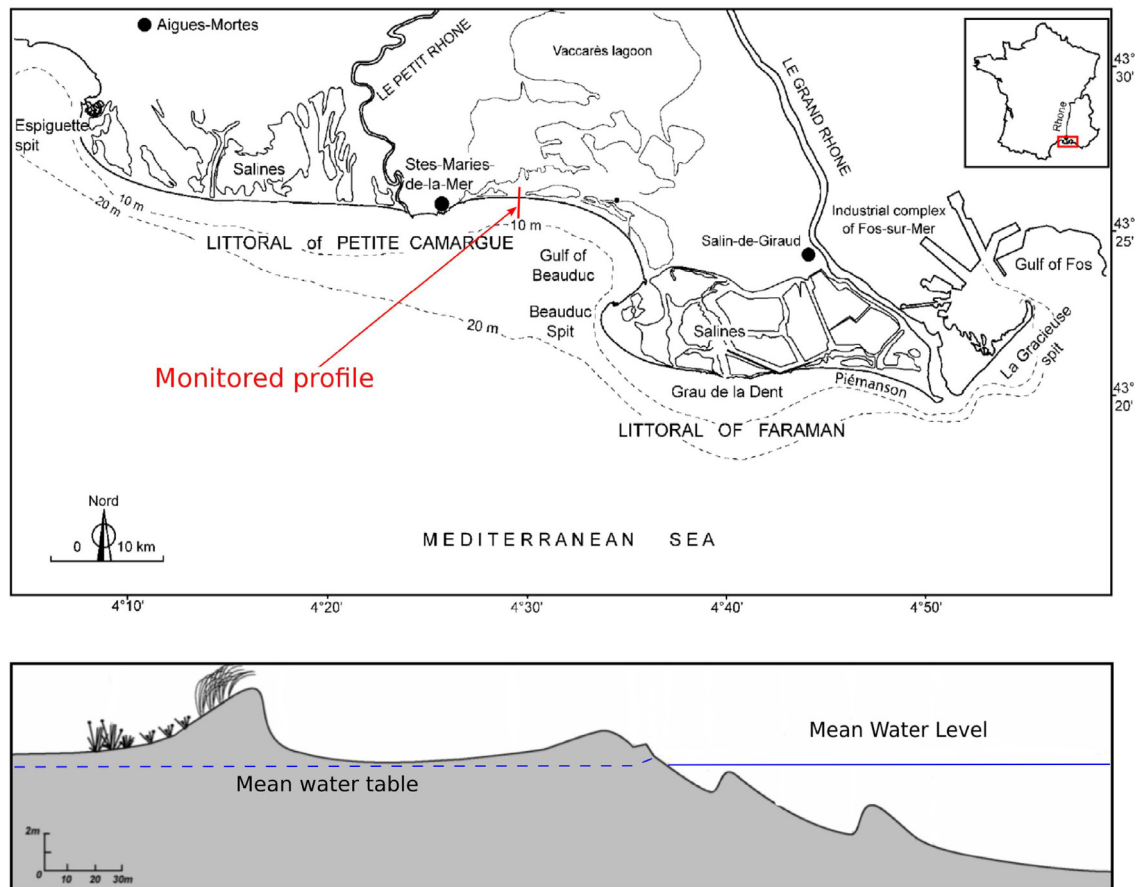 Aigues-Mortes
Vaccarès lagoon
LE PETIT RHONE
LE GRAND RHONE
Rhone
43°
30'
Espiguette
spit
10 m
20 m
Salines
Stes-Maries-
de-la-Mer
Industrial complex
of Fos-sur-Mer
43°
25'
LITTORAL of PETITE CAMARGUE
10 m
Salin-de-Giraud
Gulf of Fos
Gulf of
Beauduc
Beauduc
Spit
20 m
Salines
La Gracieuse
spit
Monitored profile
Grau de la Dent
Piémanson
43°
20'
LITTORAL OF FARAMAN
Nord
0 10 km
MEDITERRANEAN SEA
4°10' 4°20' 4°30' 4°40' 4°50'
Mean Water Level
Mean water table
2m
0
10 20 30m